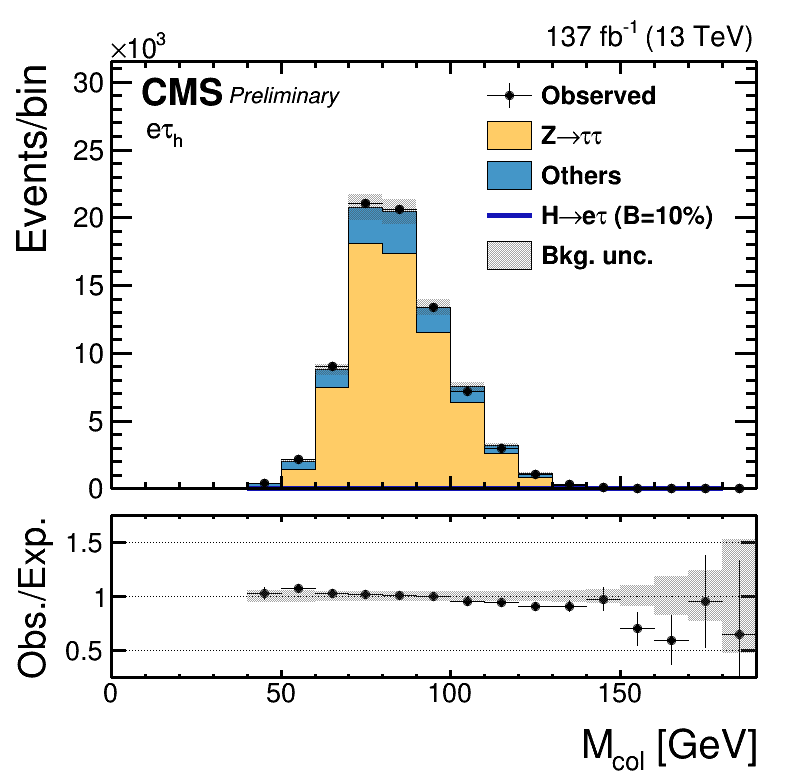 ×10³
137 fb⁻¹ (13 TeV)
Events/bin
30
25
20
15
10
5
0
CMS Preliminary
eτₕ
Observed
Z→ττ
Others
H→eτ (B=10%)
Bkg. unc.
Obs./Exp.
1.5
1
0.5
0
50
100
150
M_col [GeV]